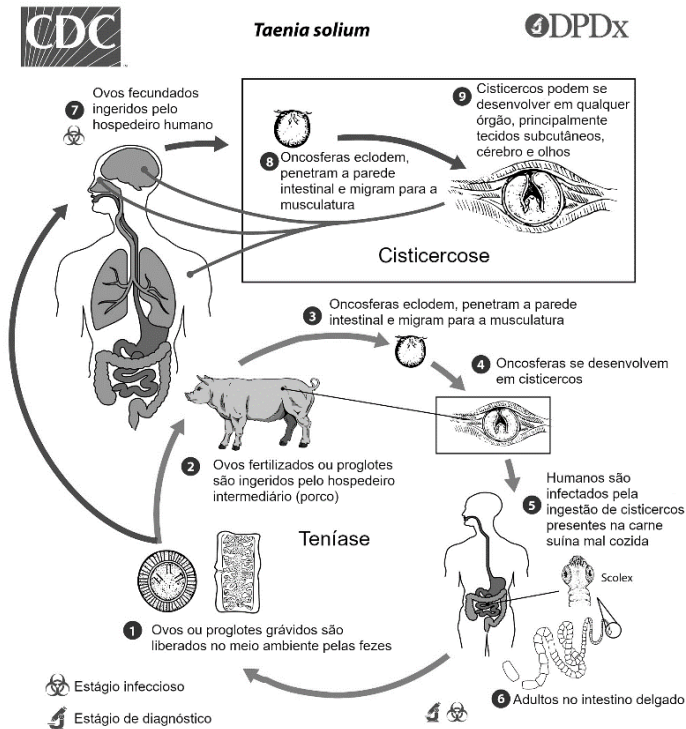 CDC
Taenia solium
DPDx
7
Ovos fecundados
ingeridos pelo
hospedeiro humano
8
Oncosferas eclodem,
penetram a parede
intestinal e migram para a
musculatura
9
Cisticercos podem se
desenvolver em qualquer
órgão, principalmente
tecidos subcutâneos,
cérebro e olhos
Cisticercose
3
Oncosferas eclodem, penetram a parede
intestinal e migram para a musculatura
4
Oncosferas se desenvolvem
em cisticercos
2
Ovos fertilizados ou proglotes
são ingeridos pelo hospedeiro
intermediário (porco)
5
Humanos são
infectados pela
ingestão de cisticercos
presentes na carne
suína mal cozida
Teníase
Scolex
1
Ovos ou proglotes grávidos são
liberados no meio ambiente pelas fezes
6
Adultos no intestino delgado
Estágio infeccioso
Estágio de diagnóstico